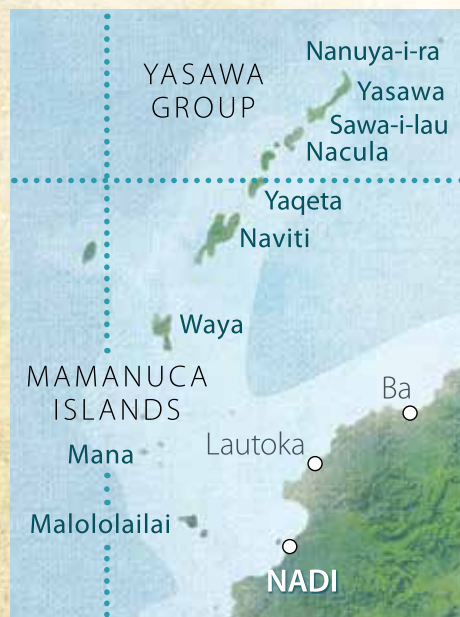 Nanuya-i-ra
YASAWA
GROUP
Yasawa
Sawa-i-lau
Nacula
Yaqeta
Naviti
Waya
MAMANUCA
ISLANDS
Ba
Lautoka
Mana
Malololailai
NADI